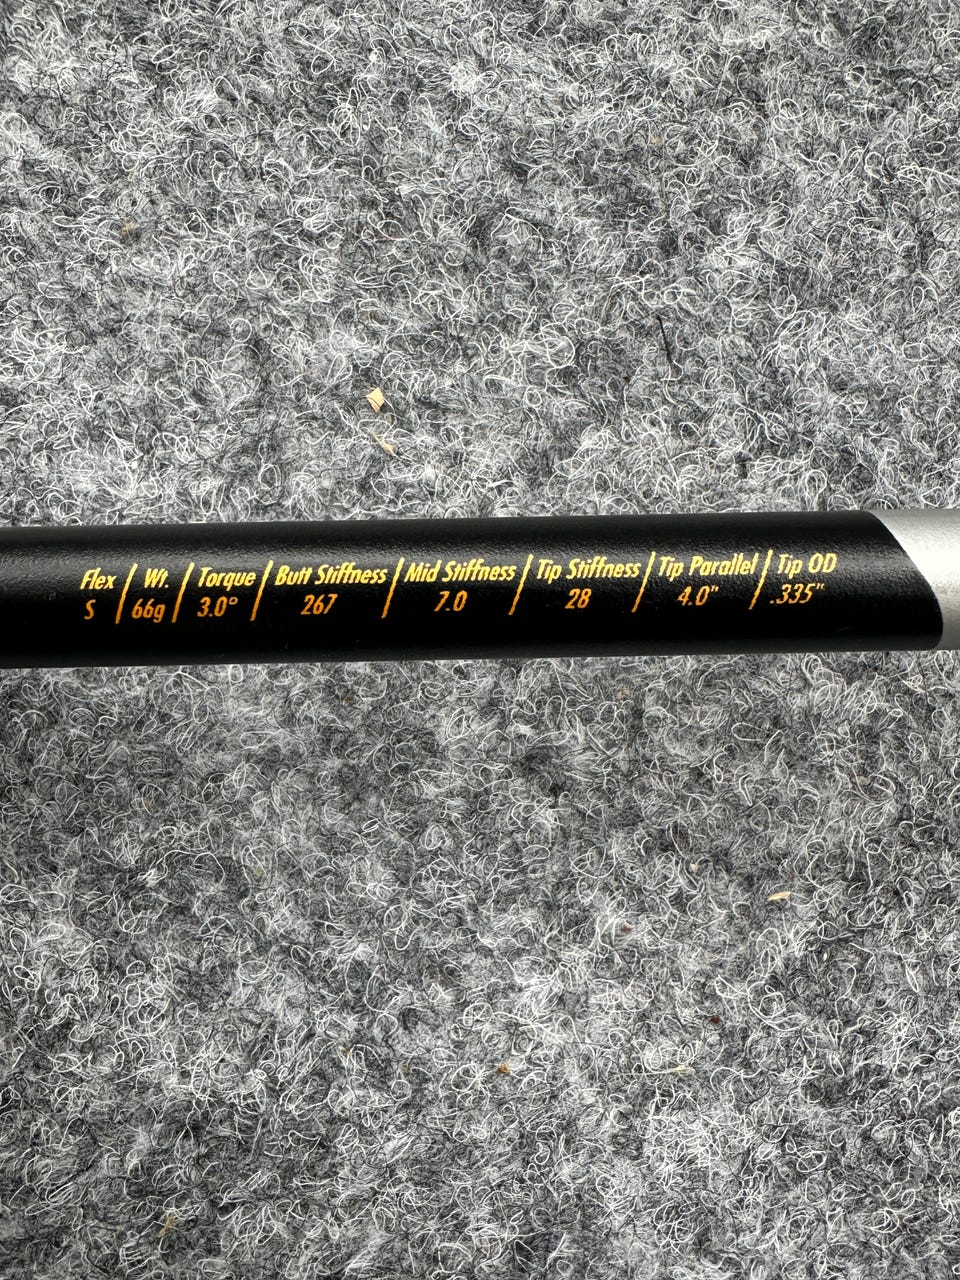 Flex / Wt. / Torque / Butt Stiffness / Mid Stiffness / Tip Stiffness / Tip Parallel / Tip OD
S / 66g / 3.0° / 267 / 7.0 / 28 / 4.0" / .335"